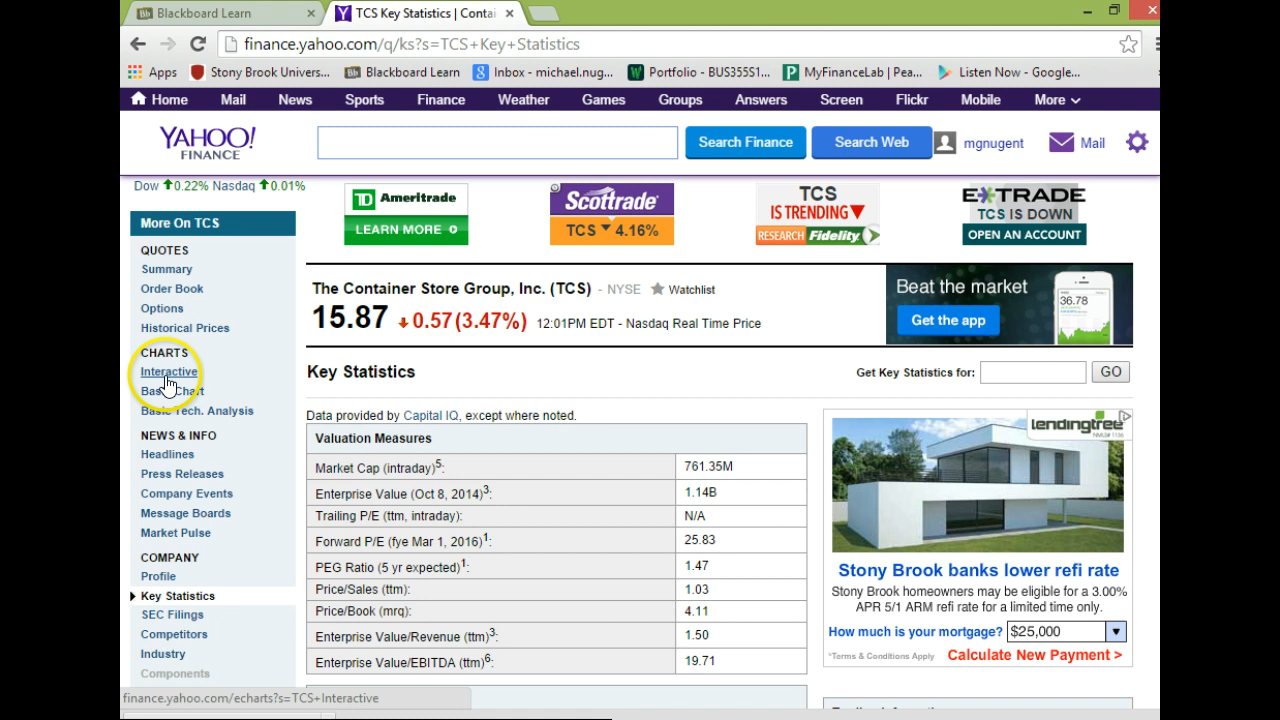 Blackboard Learn
TCS Key Statistics | Contai
finance.yahoo.com/q/ks?s=TCS+Key+Statistics
Apps Stony Brook Univers... Blackboard Learn Inbox - michael.nug... Portfolio - BUS355S1... MyFinanceLab | Pea... Listen Now - Google...
Home Mail News Sports Finance Weather Games Groups Answers Screen Flickr Mobile More
YAHOO!
FINANCE
Search Finance
Search Web
mgnugent
Mail
Dow 0.22% Nasdaq 0.01%
TD Ameritrade
LEARN MORE
Scottrade
TCS 4.16%
TCS
IS TRENDING
RESEARCH Fidelity
E*TRADE
TCS IS DOWN
OPEN AN ACCOUNT
More On TCS
QUOTES
Summary
Order Book
Options
Historical Prices
CHARTS
Interactive
Basic Chart
Basic Tech. Analysis
NEWS & INFO
Headlines
Press Releases
Company Events
Message Boards
Market Pulse
COMPANY
Profile
Key Statistics
SEC Filings
Competitors
Industry
Components
The Container Store Group, Inc. (TCS) - NYSE Watchlist
15.87 0.57(3.47%) 12:01PM EDT - Nasdaq Real Time Price
Beat the market
Get the app
36.78
Key Statistics
Get Key Statistics for: GO
Data provided by Capital IQ, except where noted.
Valuation Measures
Market Cap (intraday)5: 761.35M
Enterprise Value (Oct 8, 2014)3: 1.14B
Trailing P/E (ttm, intraday): N/A
Forward P/E (fye Mar 1, 2016)1: 25.83
PEG Ratio (5 yr expected)1: 1.47
Price/Sales (ttm): 1.03
Price/Book (mrq): 4.11
Enterprise Value/Revenue (ttm)3: 1.50
Enterprise Value/EBITDA (ttm)6: 19.71
lendingtree
Stony Brook banks lower refi rate
Stony Brook homeowners may be eligible for a 3.00%
APR 5/1 ARM refi rate for a limited time only.
How much is your mortgage? $25,000
*Terms & Conditions Apply Calculate New Payment >
finance.yahoo.com/echarts?s=TCS+Interactive